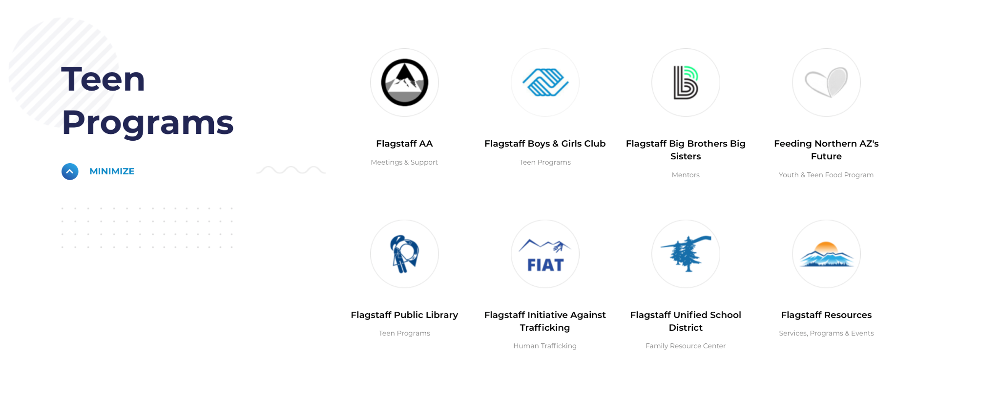 Teen
Programs
MINIMIZE
Flagstaff AA
Meetings & Support
Flagstaff Boys & Girls Club
Teen Programs
Flagstaff Big Brothers Big
Sisters
Mentors
Feeding Northern AZ's
Future
Youth & Teen Food Program
Flagstaff Public Library
Teen Programs
FIAT
Flagstaff Initiative Against
Trafficking
Human Trafficking
Flagstaff Unified School
District
Family Resource Center
Flagstaff Resources
Services, Programs & Events